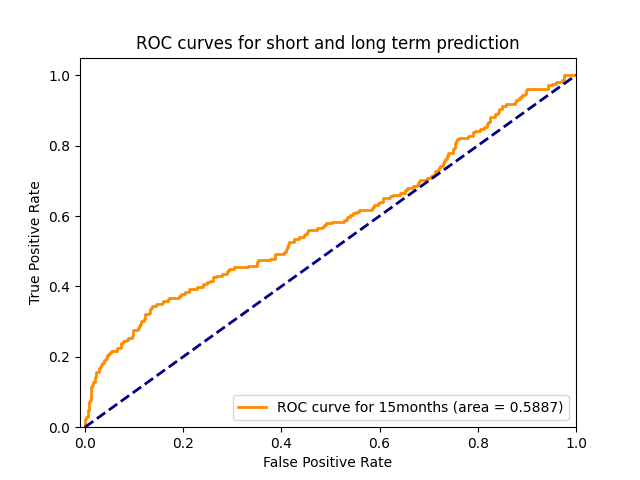 ROC curves for short and long term prediction
True Positive Rate
1.0
0.8
0.6
0.4
0.2
0.0
ROC curve for 15months (area = 0.5887)
0.0 0.2 0.4 0.6 0.8 1.0
False Positive Rate